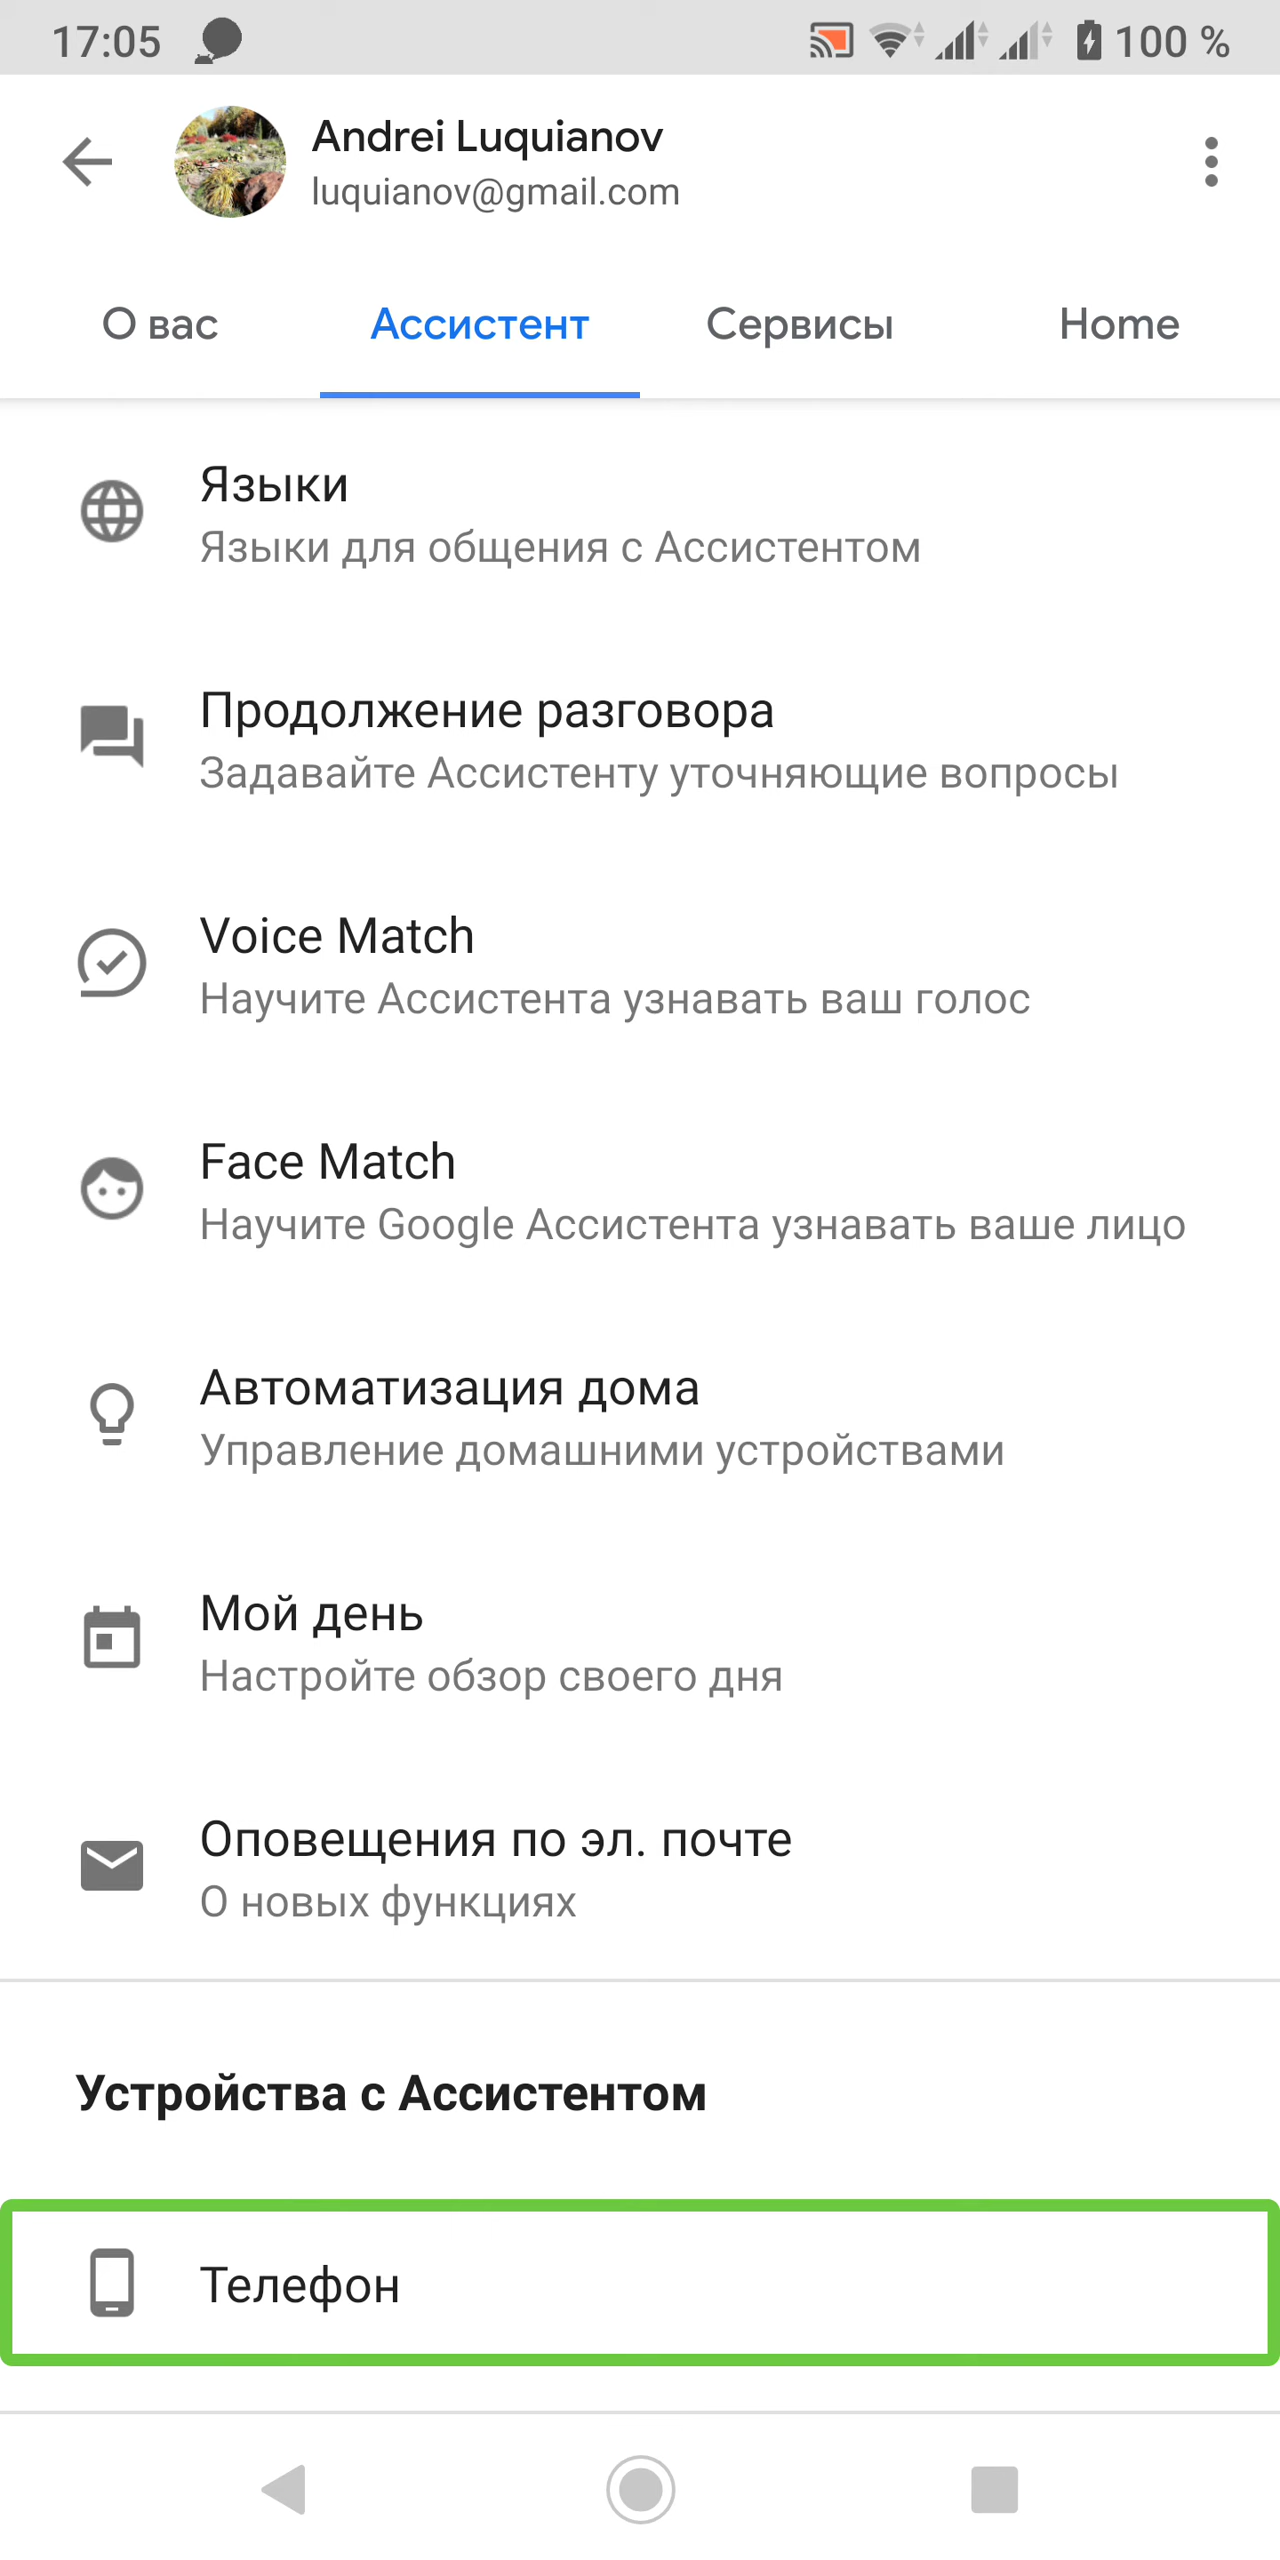 17:05
100 %
Andrei Luquianov
luquianov@gmail.com
О вас
Ассистент
Сервисы
Home
Языки
Языки для общения с Ассистентом
Продолжение разговора
Задавайте Ассистенту уточняющие вопросы
Voice Match
Научите Ассистента узнавать ваш голос
Face Match
Научите Google Ассистента узнавать ваше лицо
Автоматизация дома
Управление домашними устройствами
Мой день
Настройте обзор своего дня
Оповещения по эл. почте
О новых функциях
Устройства с Ассистентом
Телефон